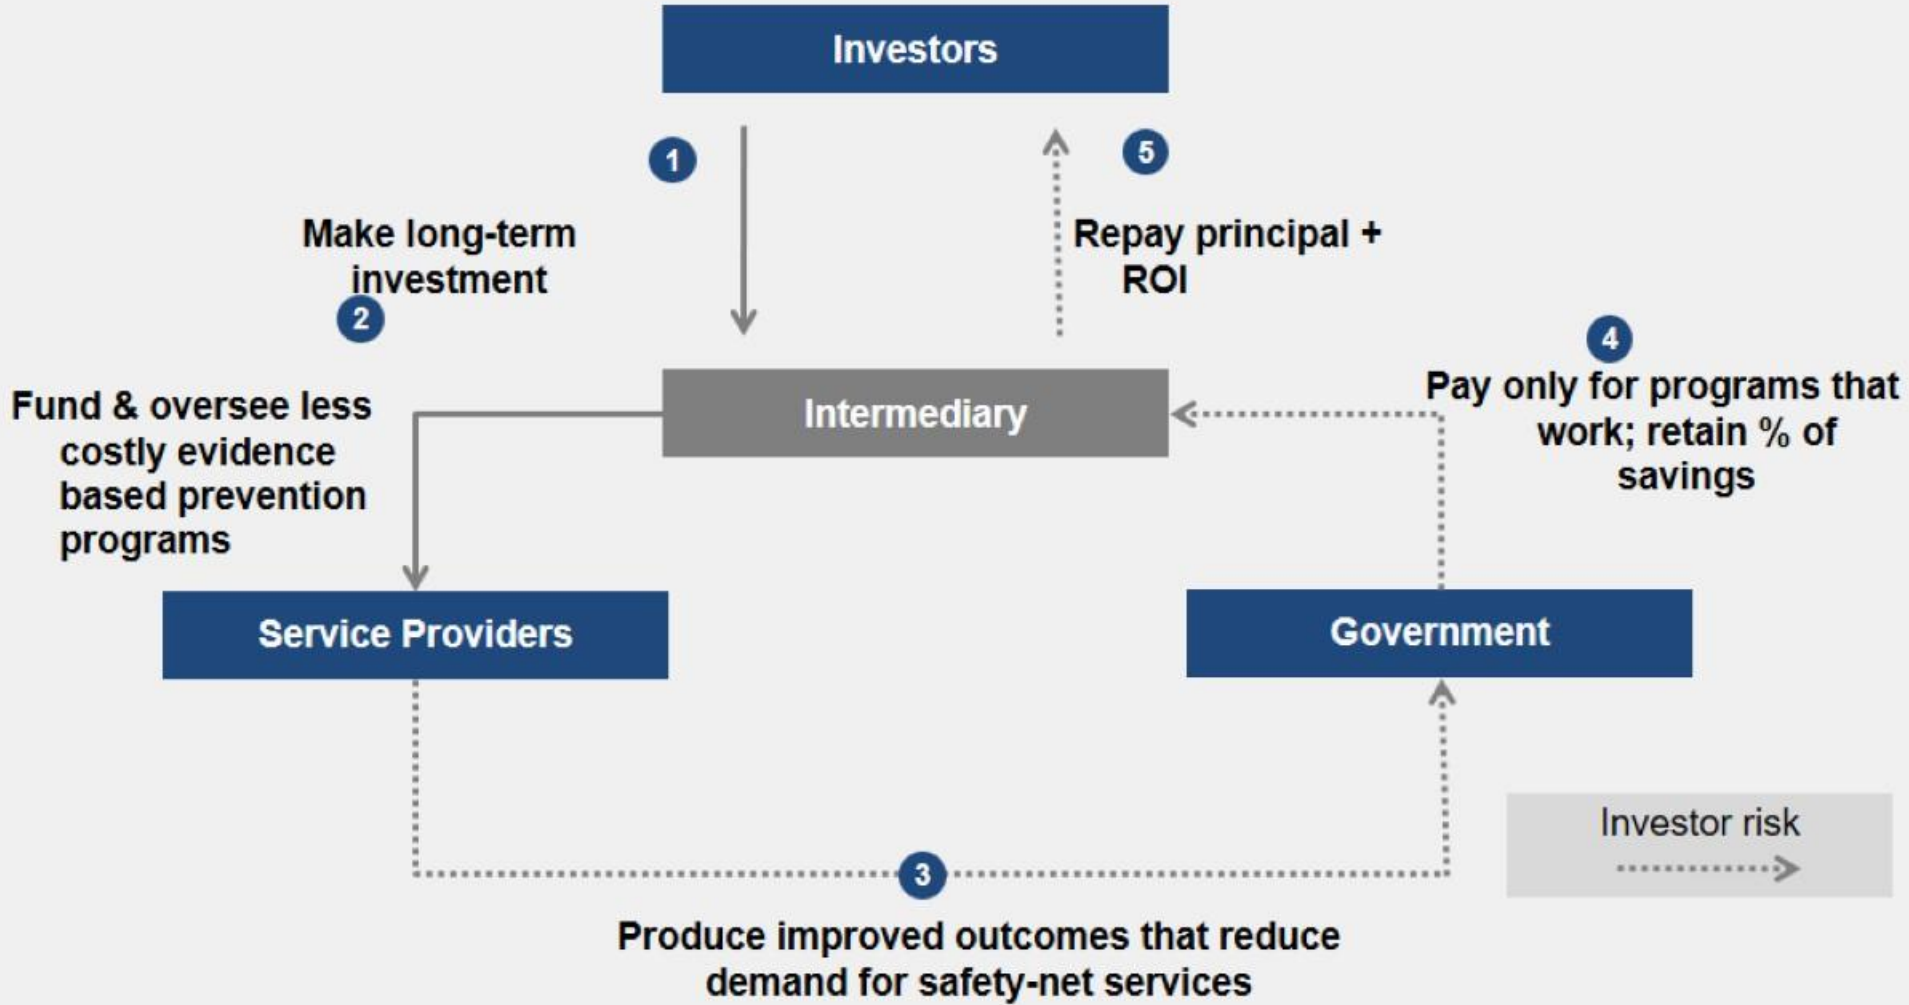 Investors
1
5
Make long-term
investment
Repay principal +
ROI
2
4
Fund & oversee less
costly evidence
based prevention
programs
Intermediary
Pay only for programs that
work; retain % of
savings
Service Providers
Government
3
Produce improved outcomes that reduce
demand for safety-net services
Investor risk